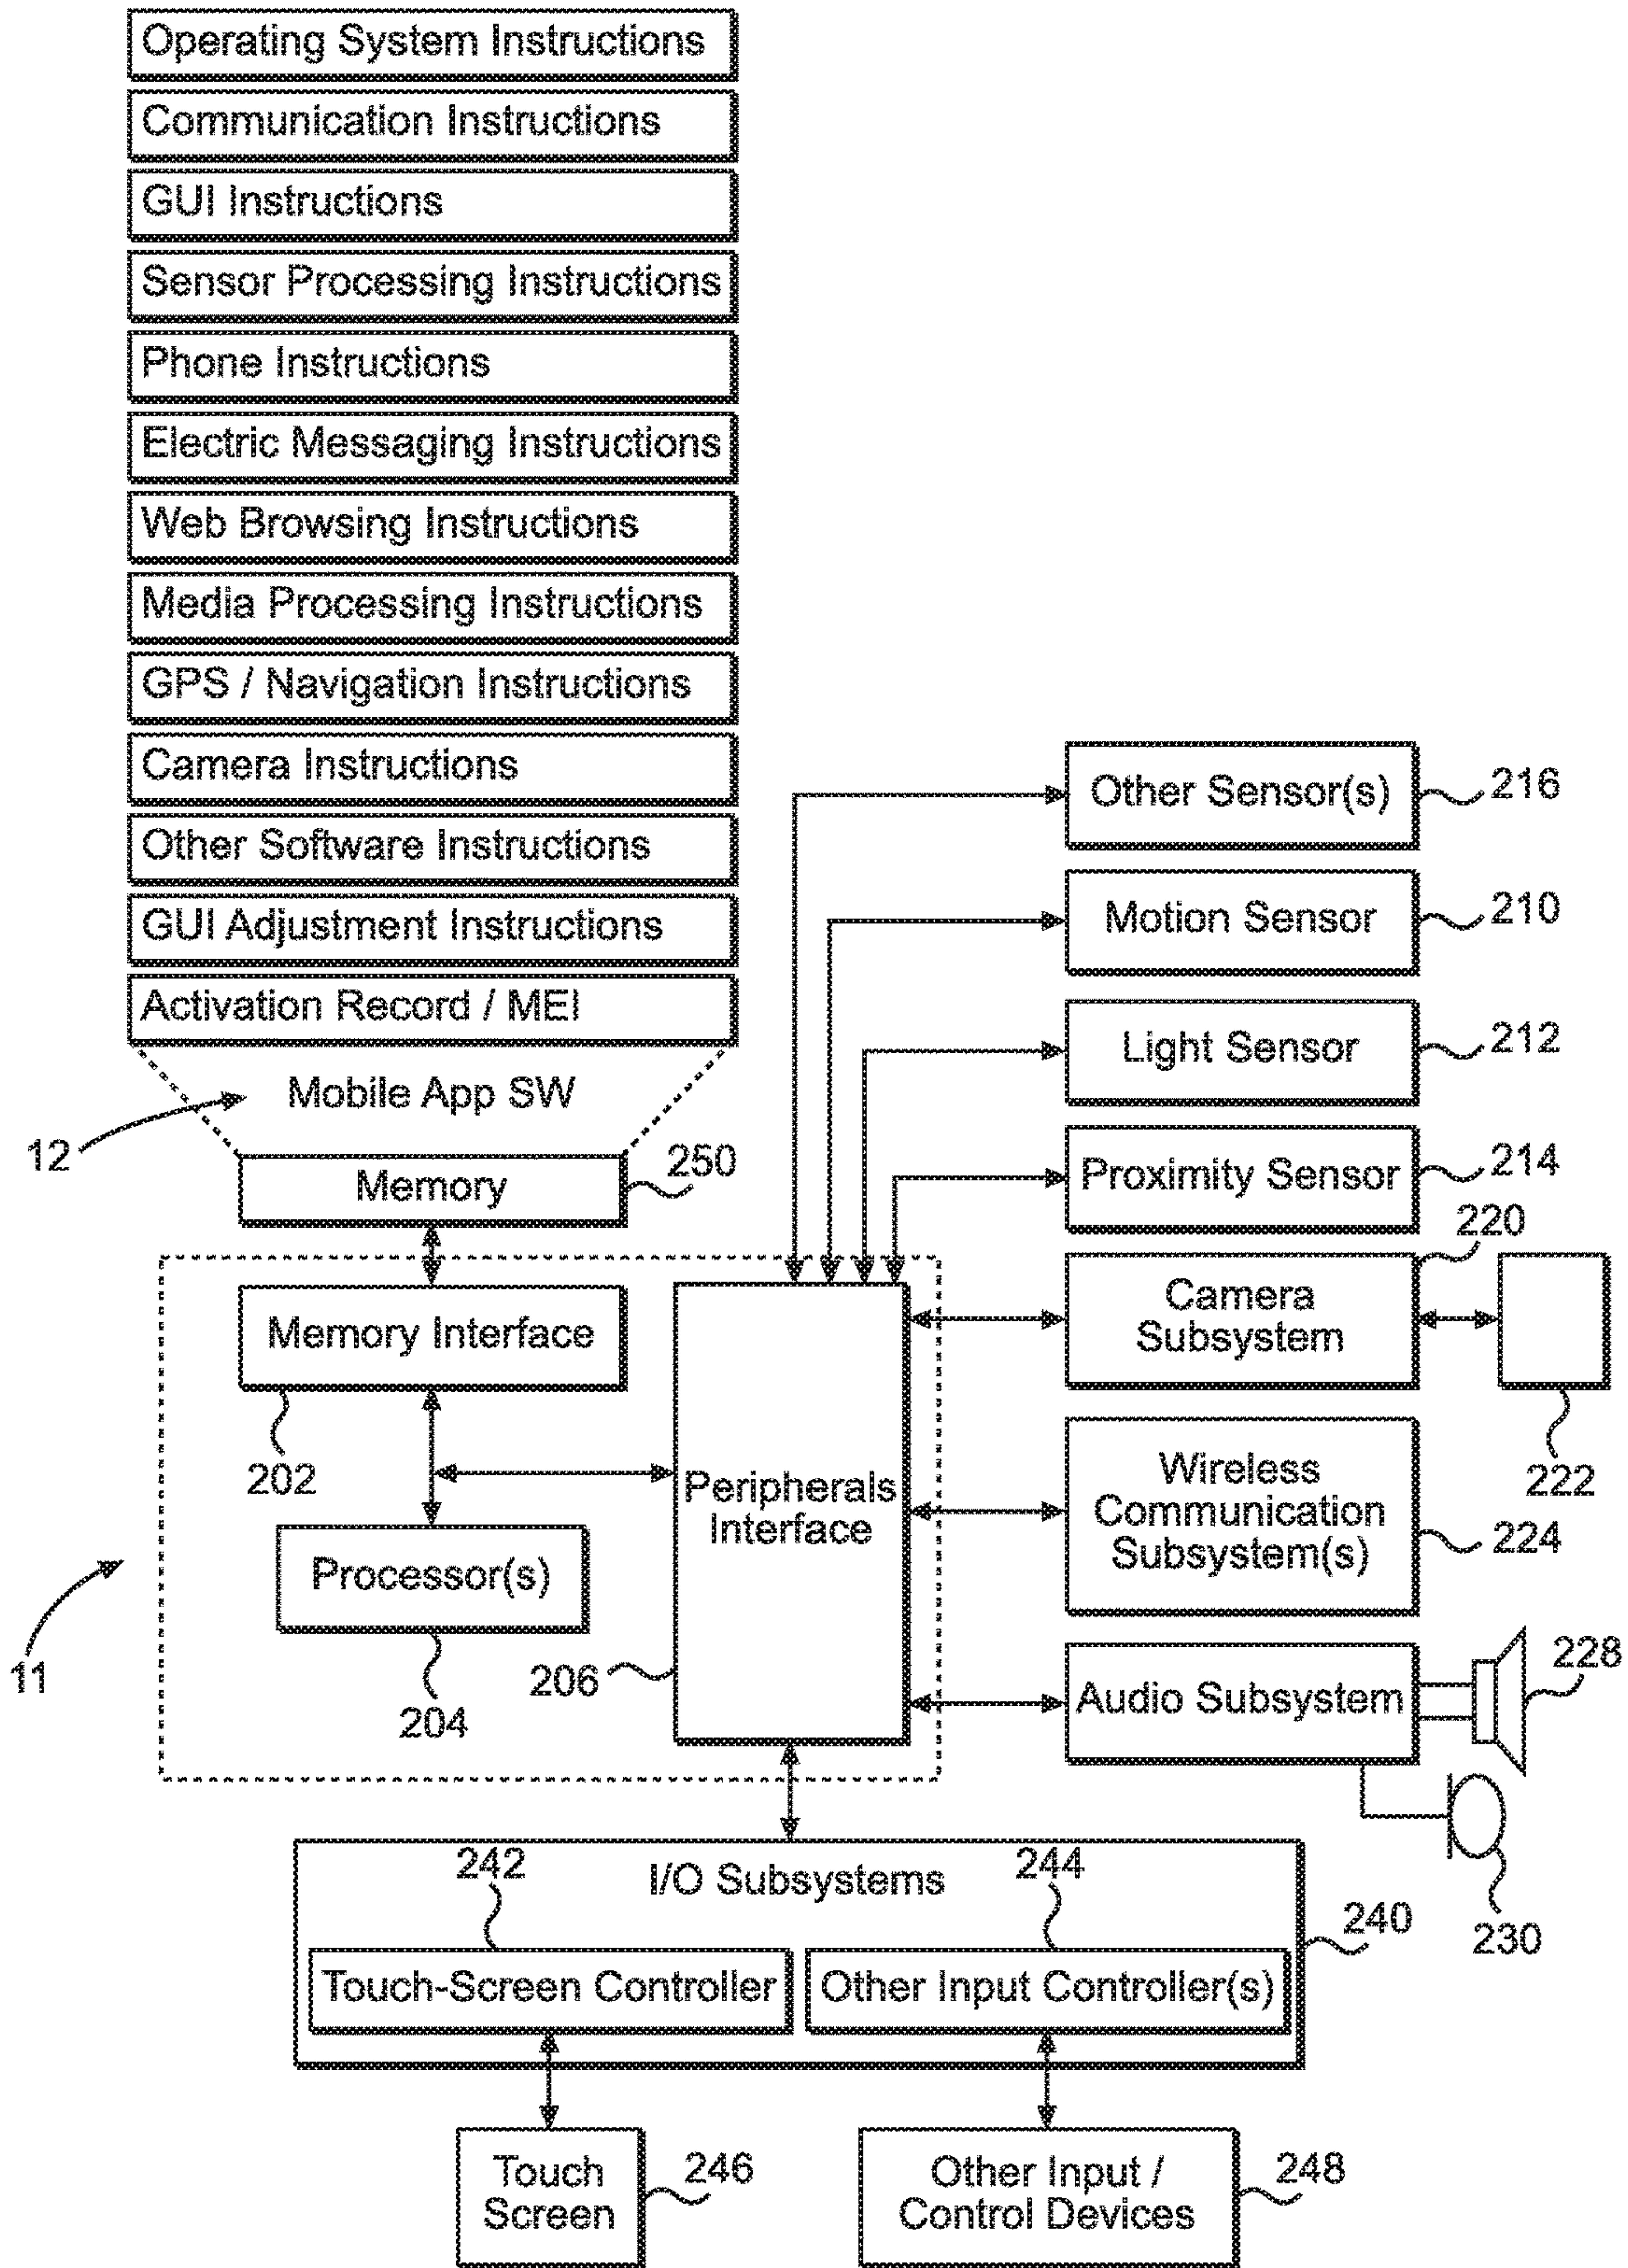 Operating System Instructions
Communication Instructions
GUI Instructions
Sensor Processing Instructions
Phone Instructions
Electric Messaging Instructions
Web Browsing Instructions
Media Processing Instructions
GPS / Navigation Instructions
Camera Instructions
Other Software Instructions
GUI Adjustment Instructions
Activation Record / MEI
Mobile App SW
12
Memory
250
Other Sensor(s)
216
Motion Sensor
210
Light Sensor
212
Proximity Sensor
214
220
Camera
Subsystem
222
Memory Interface
202
Peripherals
Interface
206
Wireless
Communication
Subsystem(s)
224
Processor(s)
204
11
Audio Subsystem
228
230
I/O Subsystems
242
244
240
Touch-Screen Controller
Other Input Controller(s)
Touch
Screen
246
Other Input /
Control Devices
248